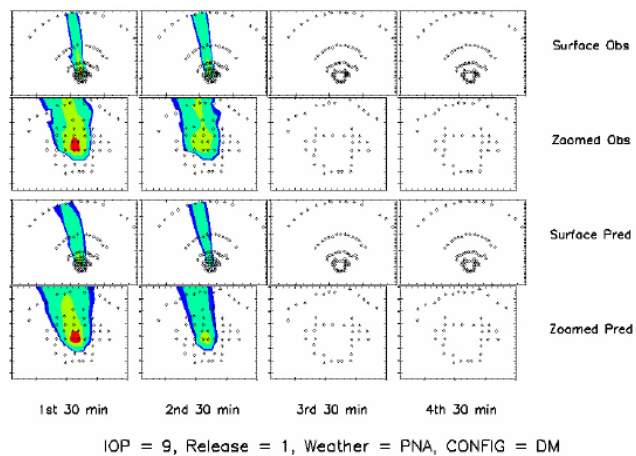 Surface Obs
Zoomed Obs
Surface Pred
Zoomed Pred
1st 30 min 2nd 30 min 3rd 30 min 4th 30 min
IOP = 9, Release = 1, Weather = PNA, CONFIG = DM